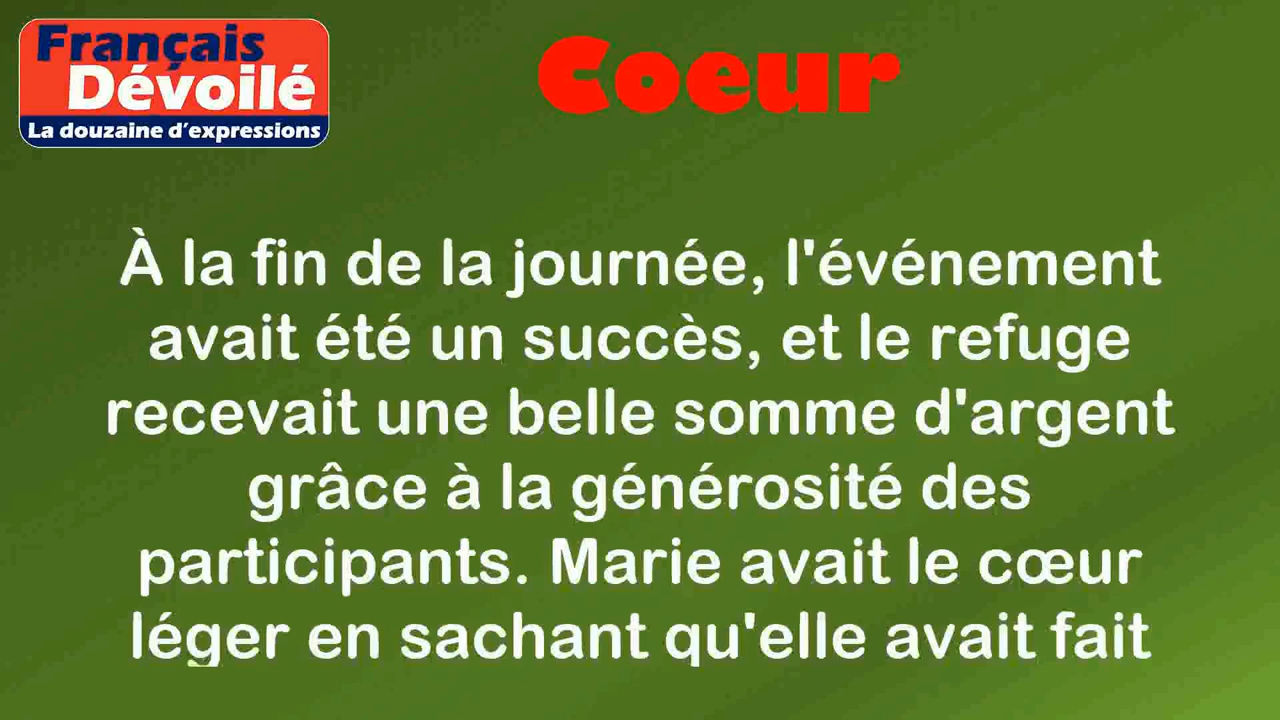 Français
Dévoilé
La douzaine d'expressions
Coeur
À la fin de la journée, l'événement
avait été un succès, et le refuge
recevait une belle somme d'argent
grâce à la générosité des
participants. Marie avait le cœur
léger en sachant qu'elle avait fait